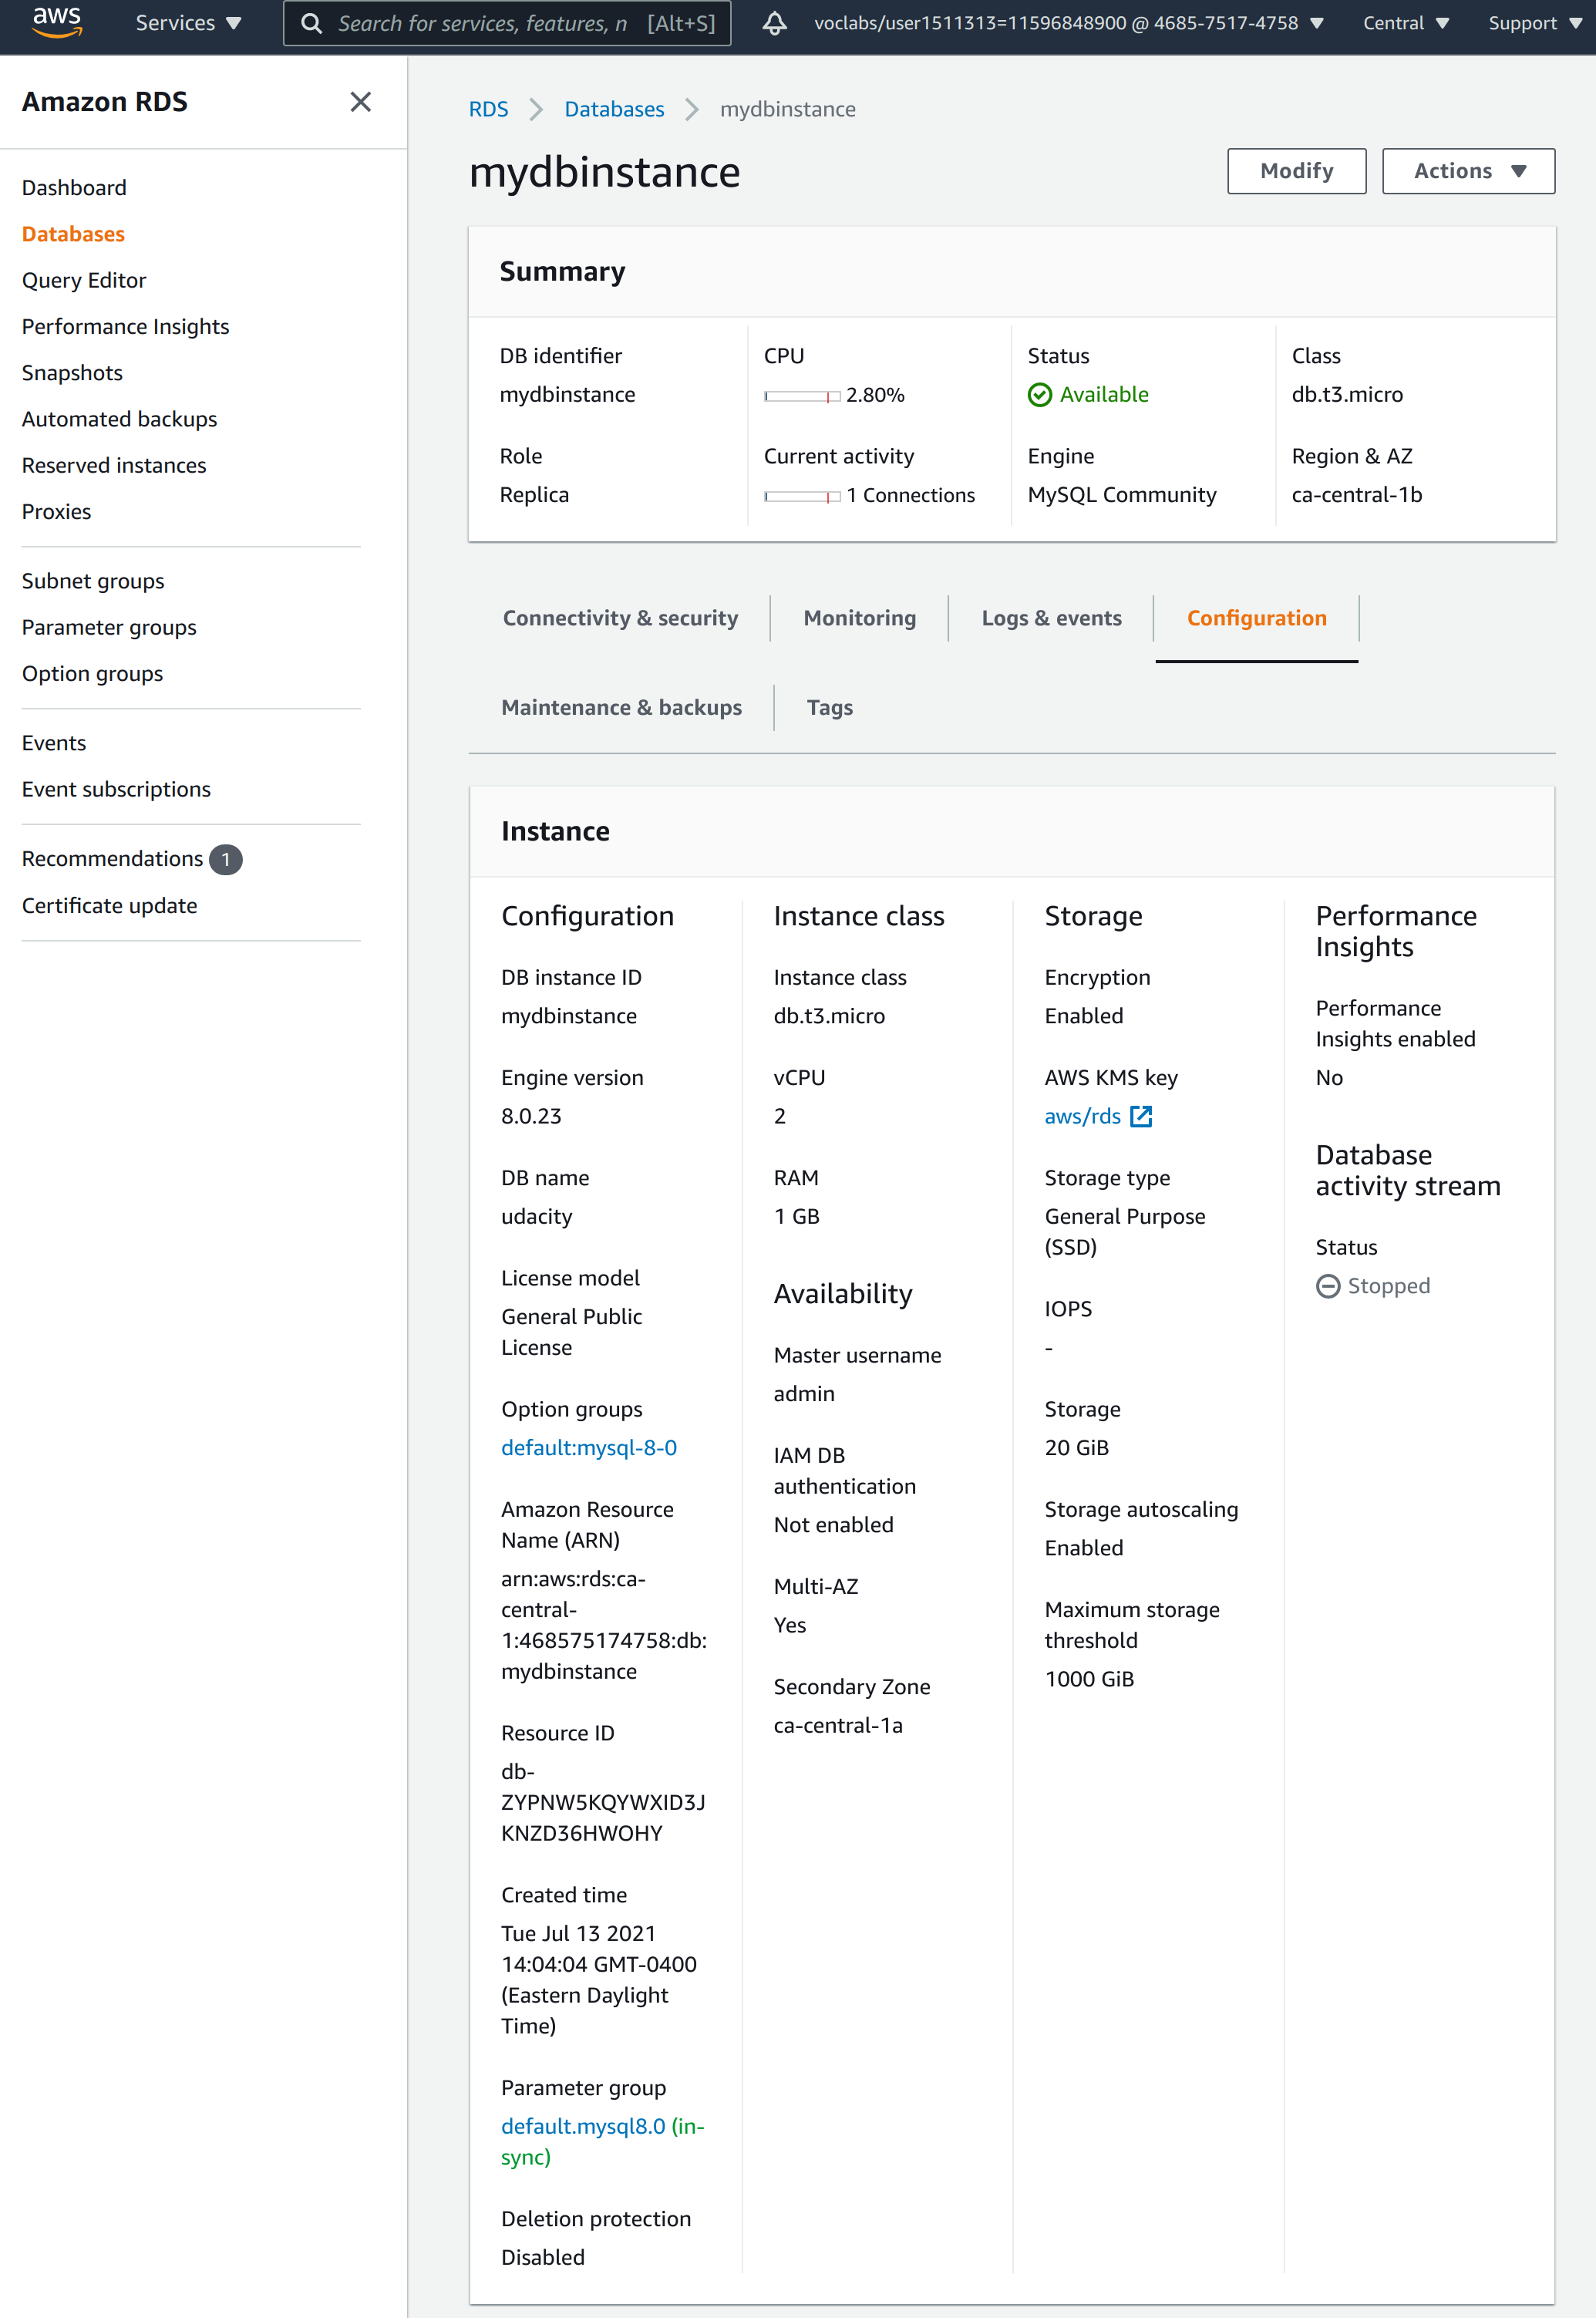 aws
Services
Search for services, features, n [Alt+S]
voclabs/user1511313=11596848900 @ 4685-7517-4758
Central
Support
Amazon RDS
Dashboard
Databases
Query Editor
Performance Insights
Snapshots
Automated backups
Reserved instances
Proxies
Subnet groups
Parameter groups
Option groups
Events
Event subscriptions
Recommendations 1
Certificate update
RDS > Databases > mydbinstance
mydbinstance
Modify
Actions
Summary
DB identifier
mydbinstance
CPU
2.80%
Status
Available
Class
db.t3.micro
Role
Replica
Current activity
1 Connections
Engine
MySQL Community
Region & AZ
ca-central-1b
Connectivity & security
Monitoring
Logs & events
Configuration
Maintenance & backups
Tags
Instance
Configuration
DB instance ID
mydbinstance
Engine version
8.0.23
DB name
udacity
License model
General Public
License
Option groups
default:mysql-8-0
Amazon Resource
Name (ARN)
arn:aws:rds:ca-
central-
1:468575174758:db:
mydbinstance
Resource ID
db-
ZYPNW5KQYWXID3J
KNZD36HWOHY
Created time
Tue Jul 13 2021
14:04:04 GMT-0400
(Eastern Daylight
Time)
Parameter group
default.mysql8.0 (in-
sync)
Deletion protection
Disabled
Instance class
Instance class
db.t3.micro
vCPU
2
RAM
1 GB
Availability
Master username
admin
IAM DB
authentication
Not enabled
Multi-AZ
Yes
Secondary Zone
ca-central-1a
Storage
Encryption
Enabled
AWS KMS key
aws/rds
Storage type
General Purpose
(SSD)
IOPS
-
Storage
20 GiB
Storage autoscaling
Enabled
Maximum storage
threshold
1000 GiB
Performance
Insights
Performance
Insights enabled
No
Database
activity stream
Status
Stopped